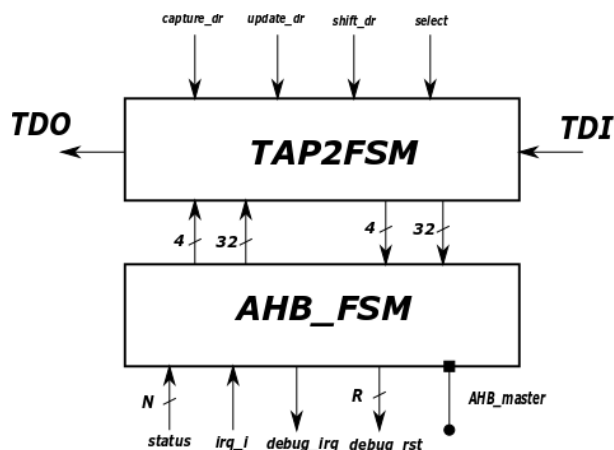 capture_dr update_dr shift_dr select
TDO TDI
TAP2FSM
4 32 4 32
AHB_FSM
N R AHB_master
status irq_i debug_irq debug_rst